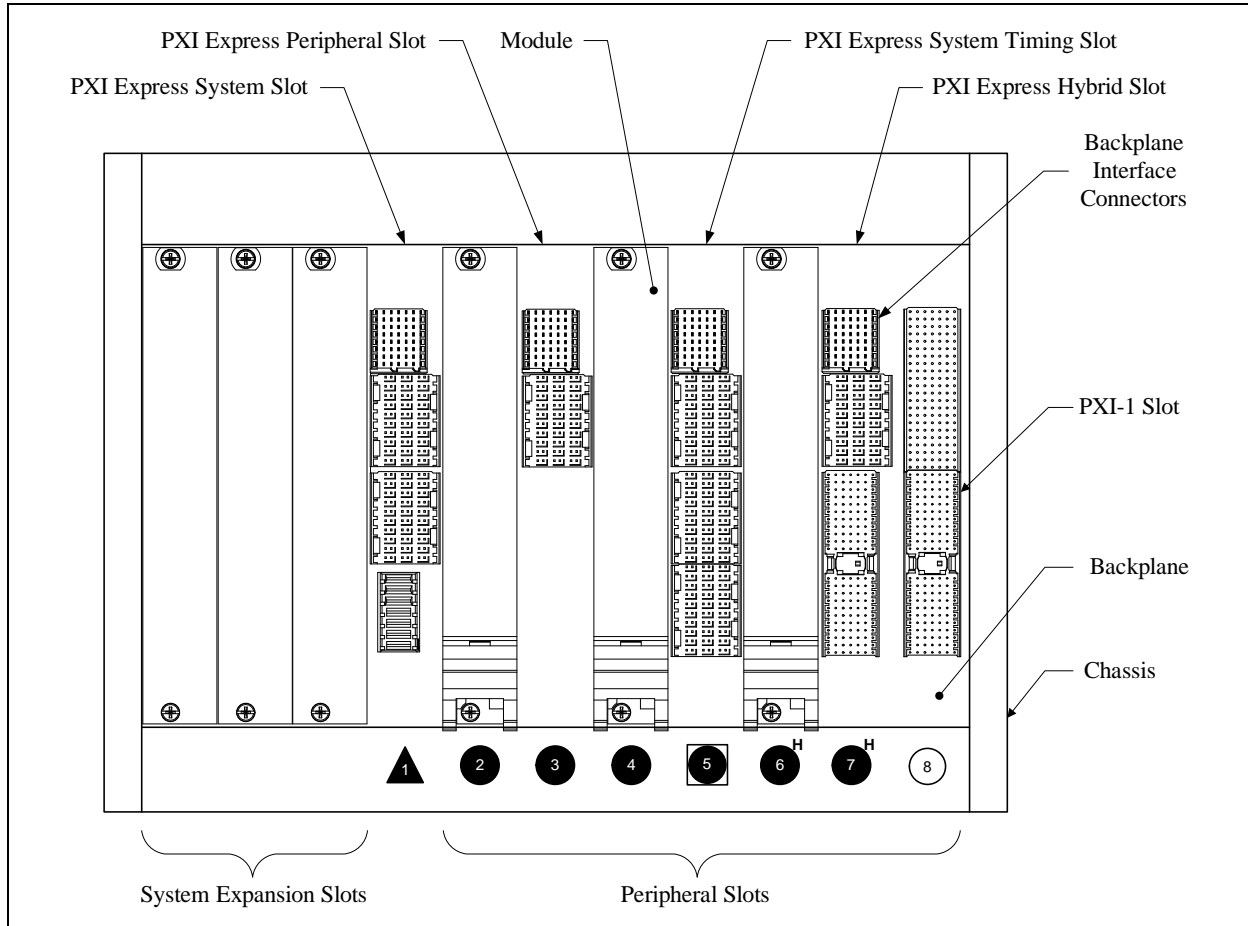 PXI Express Peripheral Slot
Module
PXI Express System Timing Slot
PXI Express System Slot
PXI Express Hybrid Slot
Backplane
Interface
Connectors
PXI-1 Slot
Backplane
Chassis
1
2
3
4
5
6
H
7
H
8
System Expansion Slots
Peripheral Slots